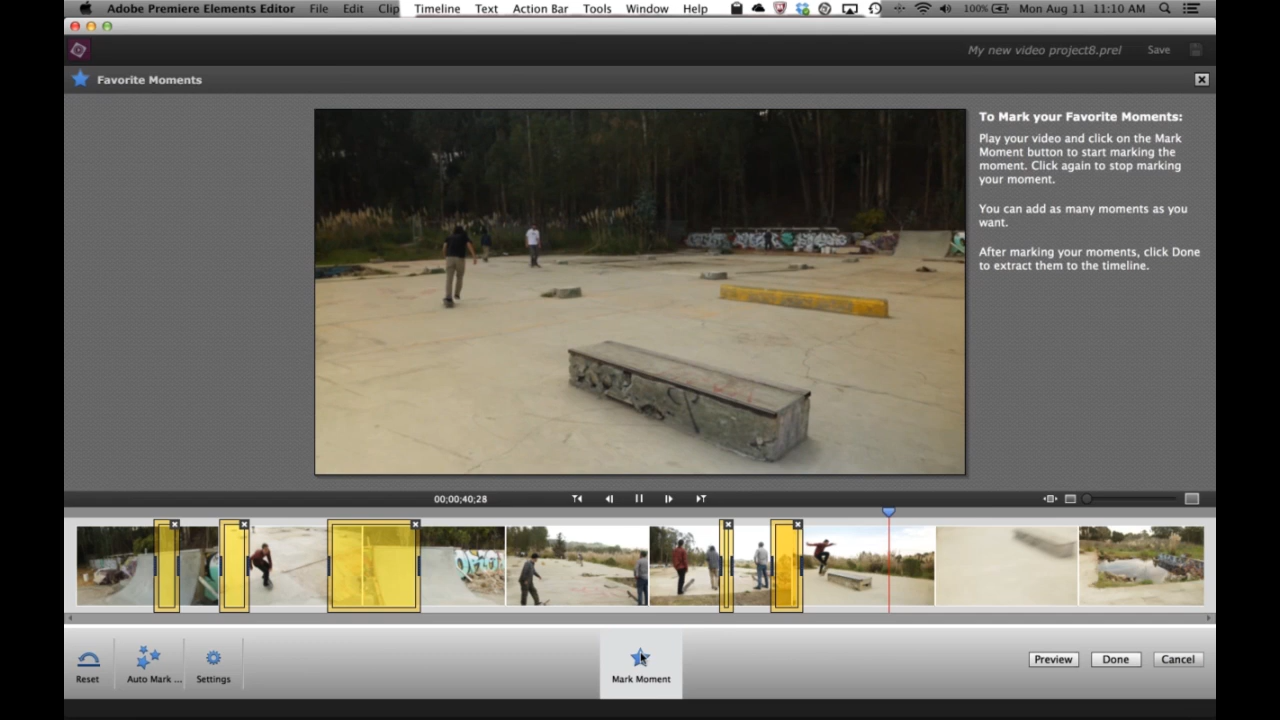 Adobe Premiere Elements Editor File Edit Clip Timeline Text Action Bar Tools Window Help 100% Mon Aug 11 11:10 AM
My new video project8.prel Save
Favorite Moments
To Mark your Favorite Moments:
Play your video and click on the Mark
Moment button to start marking the
moment. Click again to stop marking
your moment.
You can add as many moments as you
want.
After marking your moments, click Done
to extract them to the timeline.
00;00;40;28
Reset
Auto Mark ...
Settings
Mark Moment
Preview
Done
Cancel